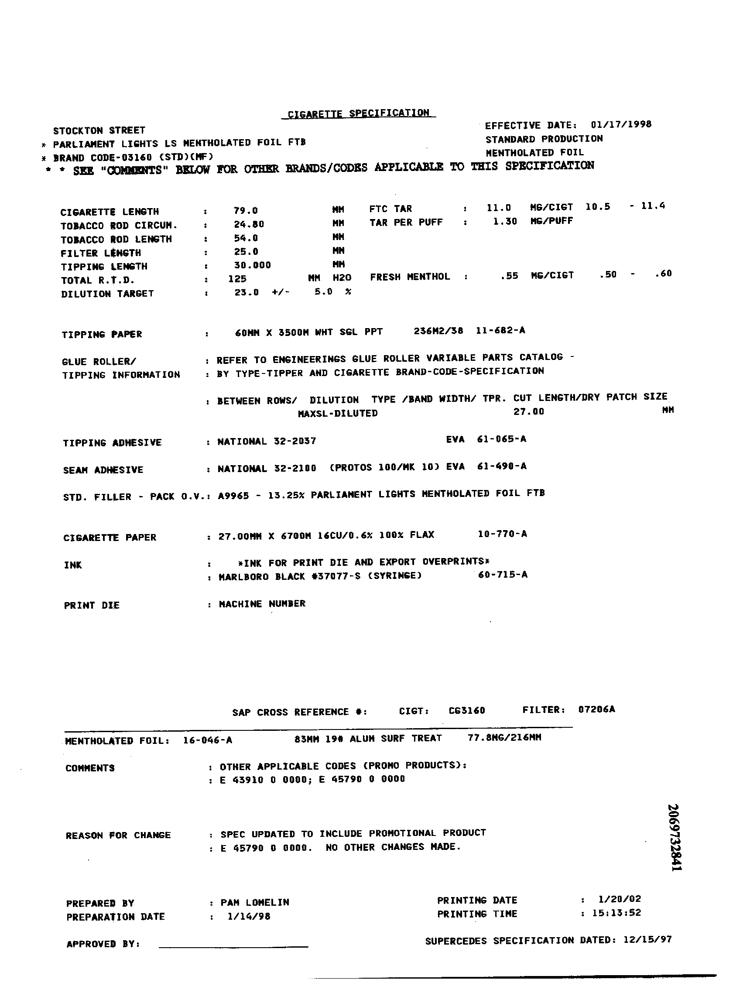 CIGARETTE SPECIFICATION
STOCKTON STREET EFFECTIVE DATE: 01/17/1998
* PARLIAMENT LIGHTS LS MENTHOLATED FOIL FTB STANDARD PRODUCTION
* BRAND CODE-03160 (STD)(MF) MENTHOLATED FOIL
* * SEE "COMMENTS" BELOW FOR OTHER BRANDS/CODES APPLICABLE TO THIS SPECIFICATION
CIGARETTE LENGTH : 79.0 MM FTC TAR : 11.0 MG/CIGT 10.5 - 11.4
TOBACCO ROD CIRCUM. : 24.80 MM TAR PER PUFF : 1.30 MG/PUFF
TOBACCO ROD LENGTH : 54.0 MM
FILTER LENGTH : 25.0 MM
TIPPING LENGTH : 30.000 MM
TOTAL R.T.D. : 125 MM H2O FRESH MENTHOL : .55 MG/CIGT .50 - .60
DILUTION TARGET : 23.0 +/- 5.0 %
TIPPING PAPER : 60MM X 3500M WHT SGL PPT 236M2/38 11-682-A
GLUE ROLLER/ : REFER TO ENGINEERINGS GLUE ROLLER VARIABLE PARTS CATALOG -
TIPPING INFORMATION : BY TYPE-TIPPER AND CIGARETTE BRAND-CODE-SPECIFICATION
: BETWEEN ROWS/ DILUTION TYPE /BAND WIDTH/ TPR. CUT LENGTH/DRY PATCH SIZE
MAXSL-DILUTED 27.00 MM
TIPPING ADHESIVE : NATIONAL 32-2037 EVA 61-065-A
SEAM ADHESIVE : NATIONAL 32-2100 (PROTOS 100/MK 10) EVA 61-490-A
STD. FILLER - PACK O.V.: A9965 - 13.25% PARLIAMENT LIGHTS MENTHOLATED FOIL FTB
CIGARETTE PAPER : 27.00MM X 6700M 16CU/0.6% 100% FLAX 10-770-A
INK : *INK FOR PRINT DIE AND EXPORT OVERPRINTS*
: MARLBORO BLACK #37077-S (SYRINGE) 60-715-A
PRINT DIE : MACHINE NUMBER
SAP CROSS REFERENCE #: CIGT: CG3160 FILTER: 07206A
MENTHOLATED FOIL: 16-046-A 83MM 19# ALUM SURF TREAT 77.8MG/216MM
COMMENTS : OTHER APPLICABLE CODES (PROMO PRODUCTS):
: E 43910 0 0000; E 45790 0 0000
REASON FOR CHANGE : SPEC UPDATED TO INCLUDE PROMOTIONAL PRODUCT
: E 45790 0 0000. NO OTHER CHANGES MADE.
20697732841
PREPARED BY : PAM LOMELIN PRINTING DATE : 1/20/02
PREPARATION DATE : 1/14/98 PRINTING TIME : 15:13:52
APPROVED BY: SUPERCEDES SPECIFICATION DATED: 12/15/97